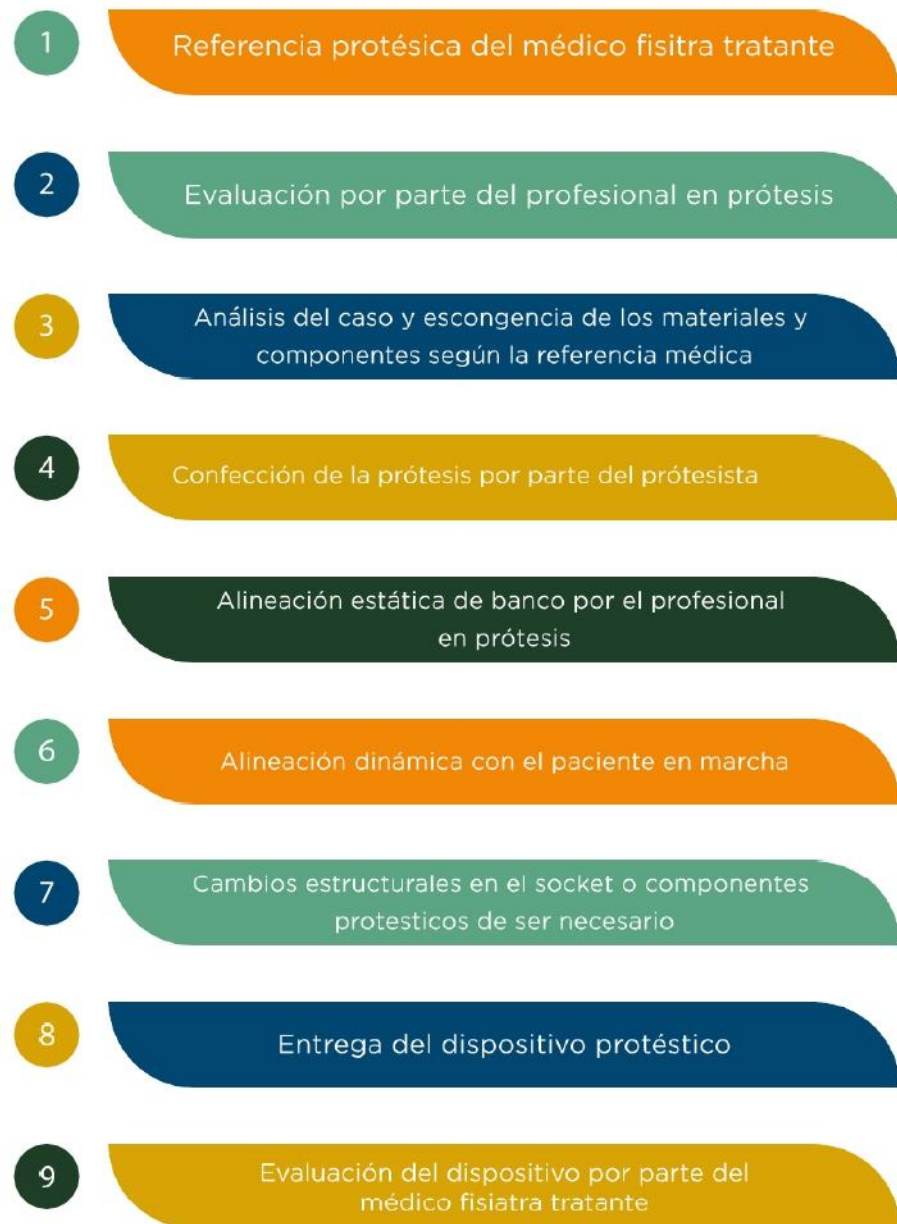 1
Referencia protésica del médico fisitra tratante
2
Evaluación por parte del profesional en prótesis
3
Análisis del caso y escongencia de los materiales y
componentes según la referencia médica
4
Confección de la prótesis por parte del prótesista
5
Alineación estática de banco por el profesional
en prótesis
6
Alineación dinámica con el paciente en marcha
7
Cambios estructurales en el socket o componentes
protesticos de ser necesario
8
Entrega del dispositivo protéstico
9
Evaluación del dispositivo por parte del
médico fisiatra tratante